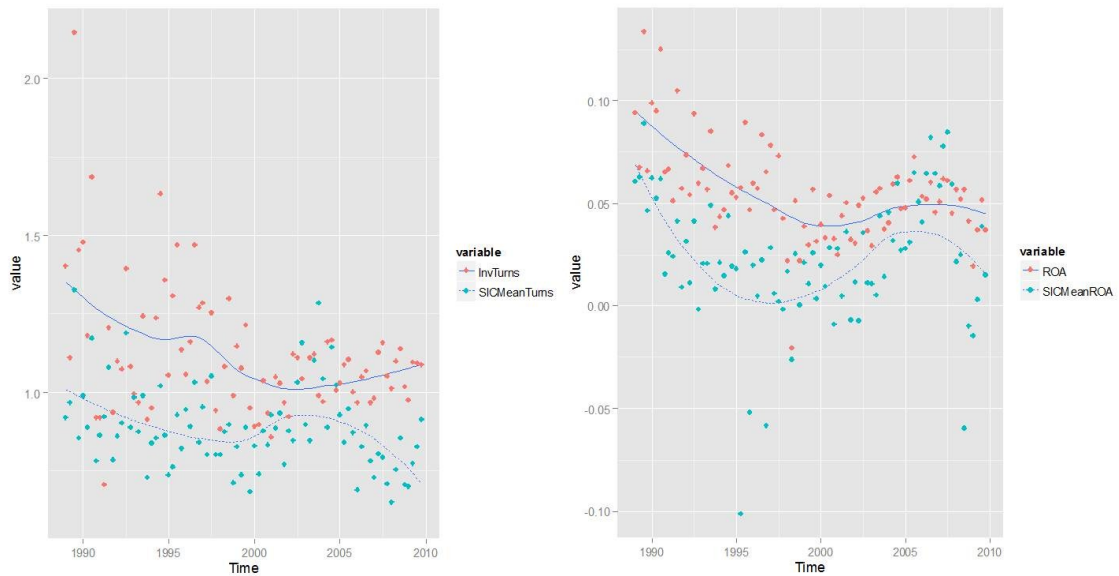 value
2.0
1.5
1.0
1990
1995
2000
2005
2010
Time
variable
InvTurns
SICMeanTurns
value
0.10
0.05
0.00
-0.05
-0.10
1990
1995
2000
2005
2010
Time
variable
ROA
SICMeanROA